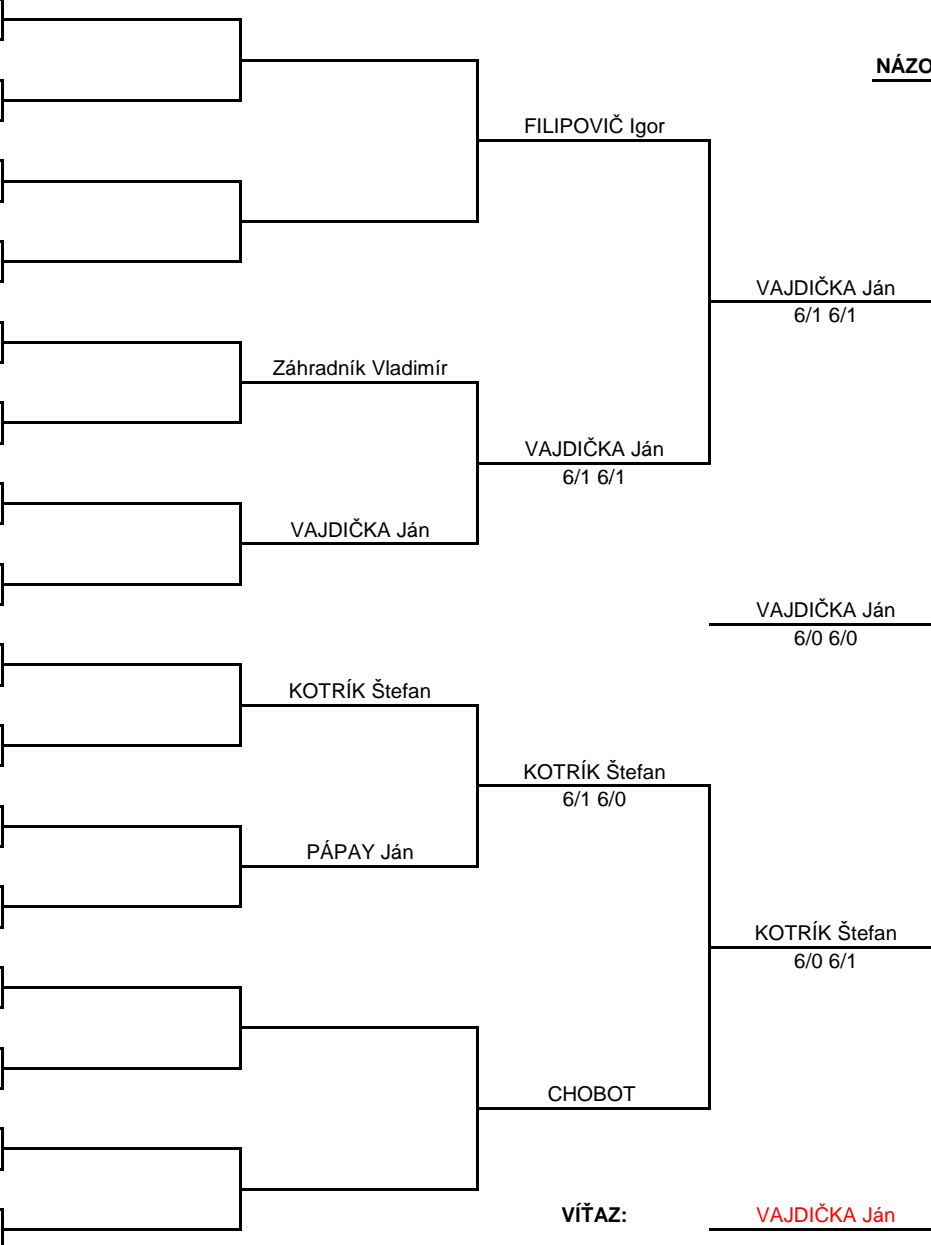 NÁZO
FILIPOVIČ Igor
VAJDIČKA Ján
6/1 6/1
Záhradník Vladimír
VAJDIČKA Ján
6/1 6/1
VAJDIČKA Ján
VAJDIČKA Ján
6/0 6/0
KOTRÍK Štefan
KOTRÍK Štefan
6/1 6/0
PÁPAY Ján
KOTRÍK Štefan
6/0 6/1
CHOBOT
VÍŤAZ: VAJDIČKA Ján